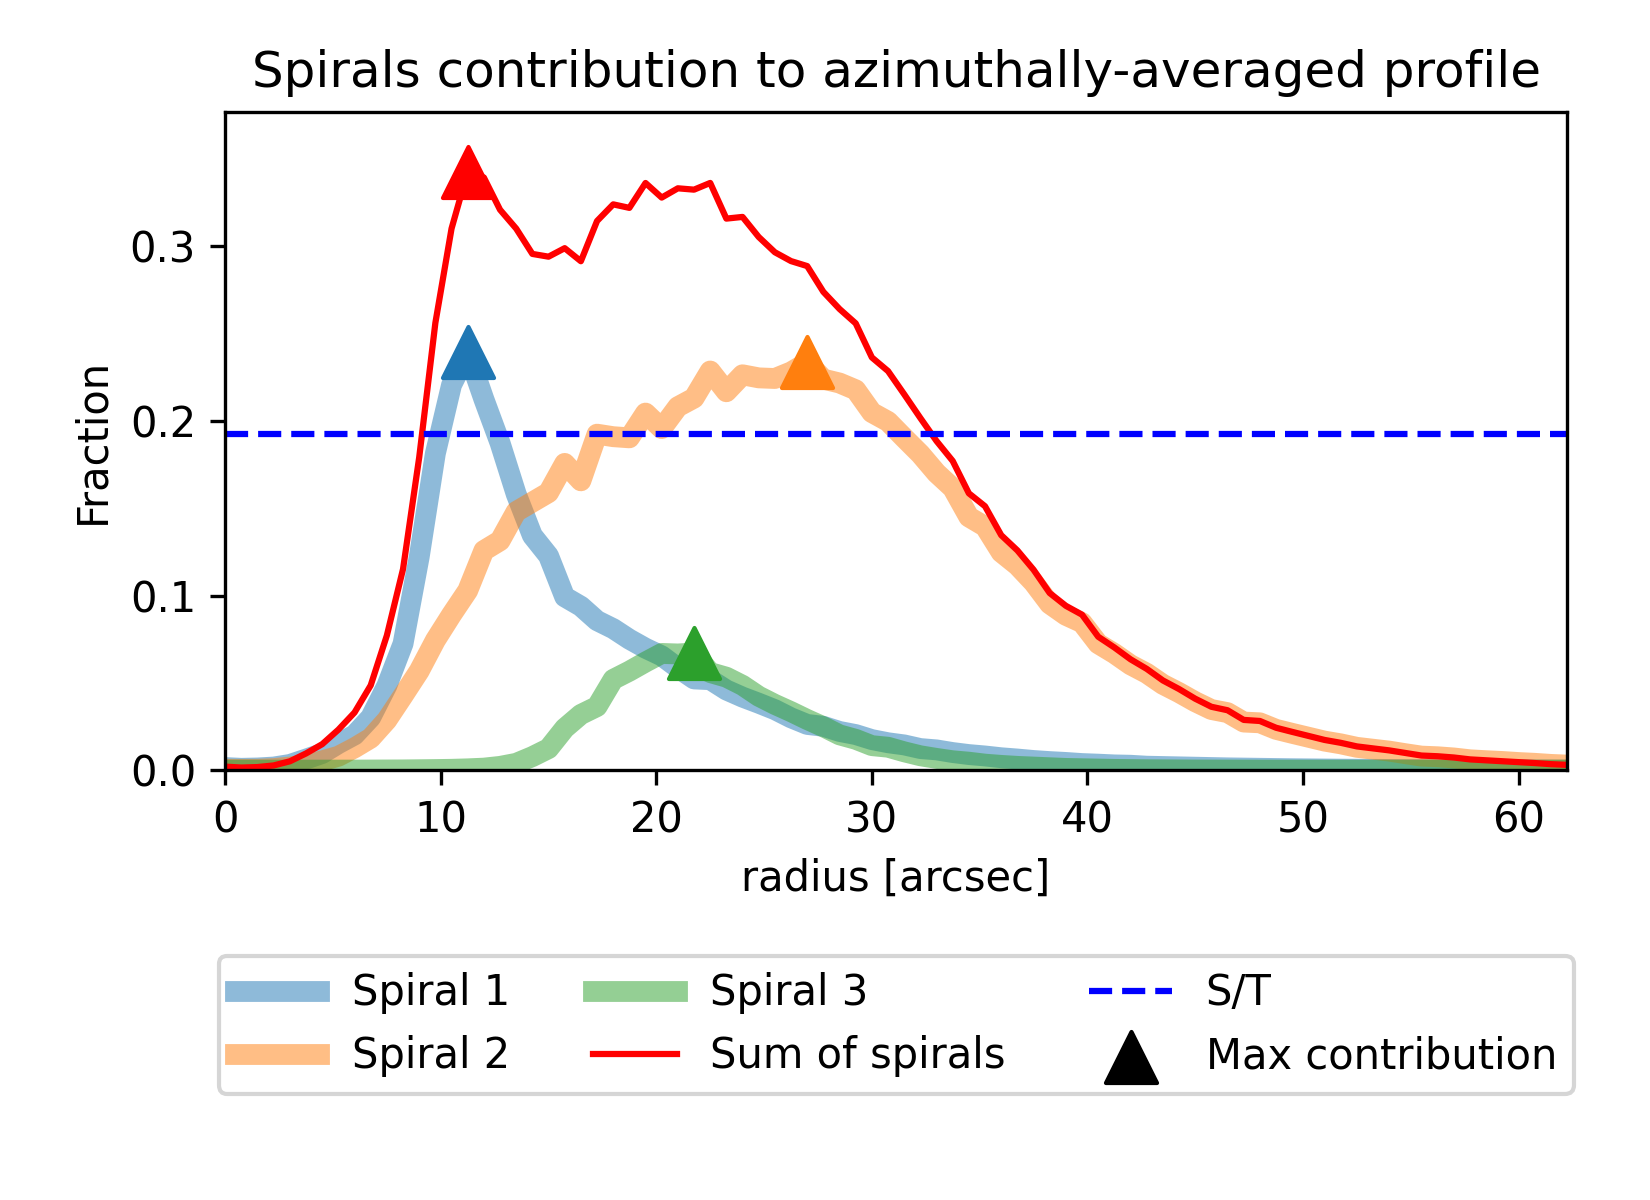 Spirals contribution to azimuthally-averaged profile
Fraction
0.3
0.2
0.1
0.0
0 10 20 30 40 50 60
radius [arcsec]
Spiral 1 Spiral 3 S/T
Spiral 2 Sum of spirals Max contribution